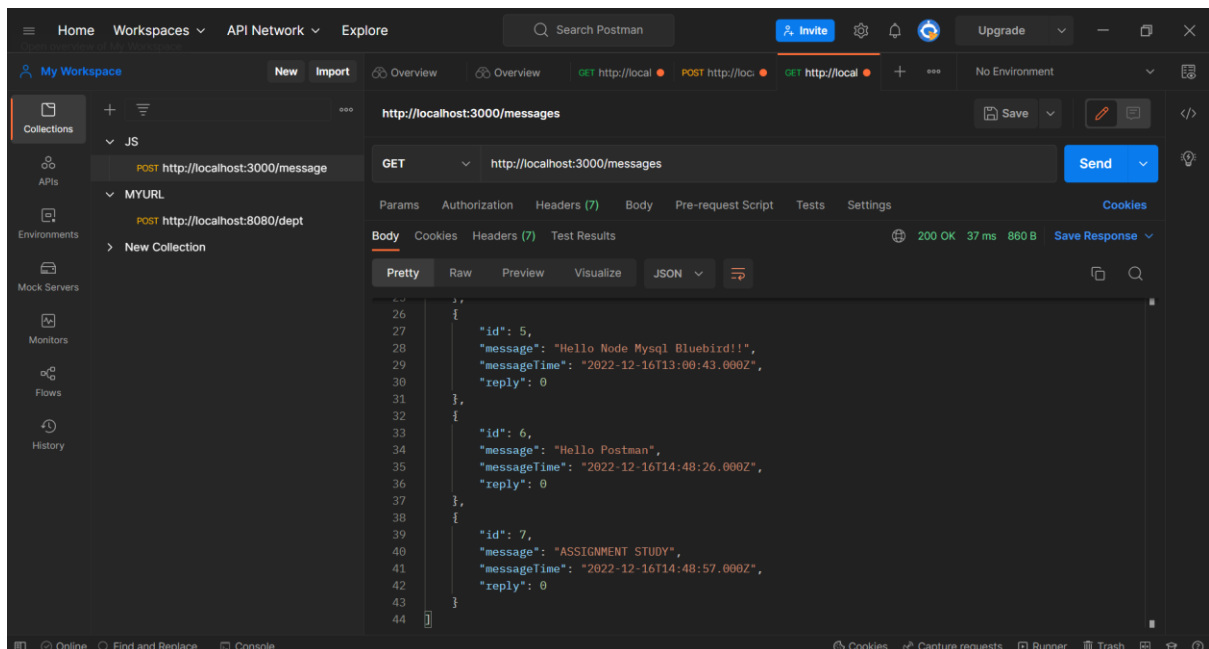 Home Workspaces API Network Explore Search Postman Invite Upgrade
My Workspace New Import Overview Overview GET http://local POST http://loc GET http://local No Environment
Collections
APIs
Environments
Mock Servers
Monitors
Flows
History
JS
POST http://localhost:3000/message
MYURL
POST http://localhost:8080/dept
New Collection
http://localhost:3000/messages Save
GET http://localhost:3000/messages Send
Params Authorization Headers (7) Body Pre-request Script Tests Settings Cookies
Body Cookies Headers (7) Test Results 200 OK 37 ms 860 B Save Response
Pretty Raw Preview Visualize JSON
25 },
26 {
27 "id": 5,
28 "message": "Hello Node Mysql Bluebird!!",
29 "messageTime": "2022-12-16T13:00:43.000Z",
30 "reply": 0
31 },
32 {
33 "id": 6,
34 "message": "Hello Postman",
35 "messageTime": "2022-12-16T14:48:26.000Z",
36 "reply": 0
37 },
38 {
39 "id": 7,
40 "message": "ASSIGNMENT STUDY",
41 "messageTime": "2022-12-16T14:48:57.000Z",
42 "reply": 0
43 }
44 ]
Online Find and Replace Console Cookies Capture requests Runner Trash